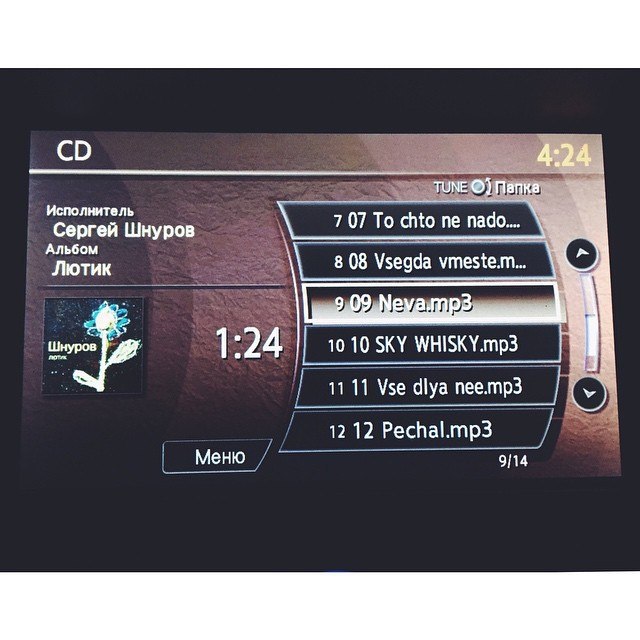 CD
4:24
TUNE Папка
Исполнитель
Сергей Шнуров
Альбом
Лютик
Шнуров
лютик
1:24
7 07 To chto ne nado....
8 08 Vsegda vmeste.m...
9 09 Neva.mp3
10 10 SKY WHISKY.mp3
11 11 Vse dlya nee.mp3
12 12 Pechal.mp3
Меню
9/14